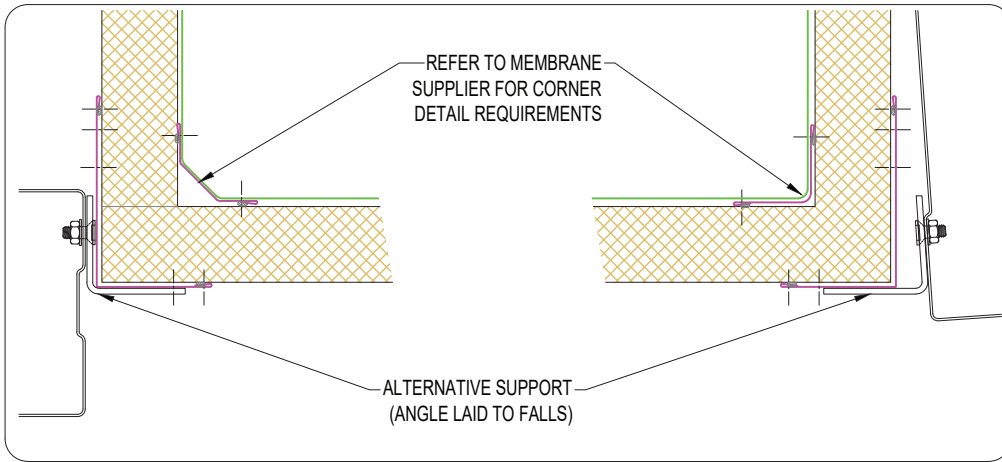 REFER TO MEMBRANE
SUPPLIER FOR CORNER
DETAIL REQUIREMENTS
ALTERNATIVE SUPPORT
(ANGLE LAID TO FALLS)